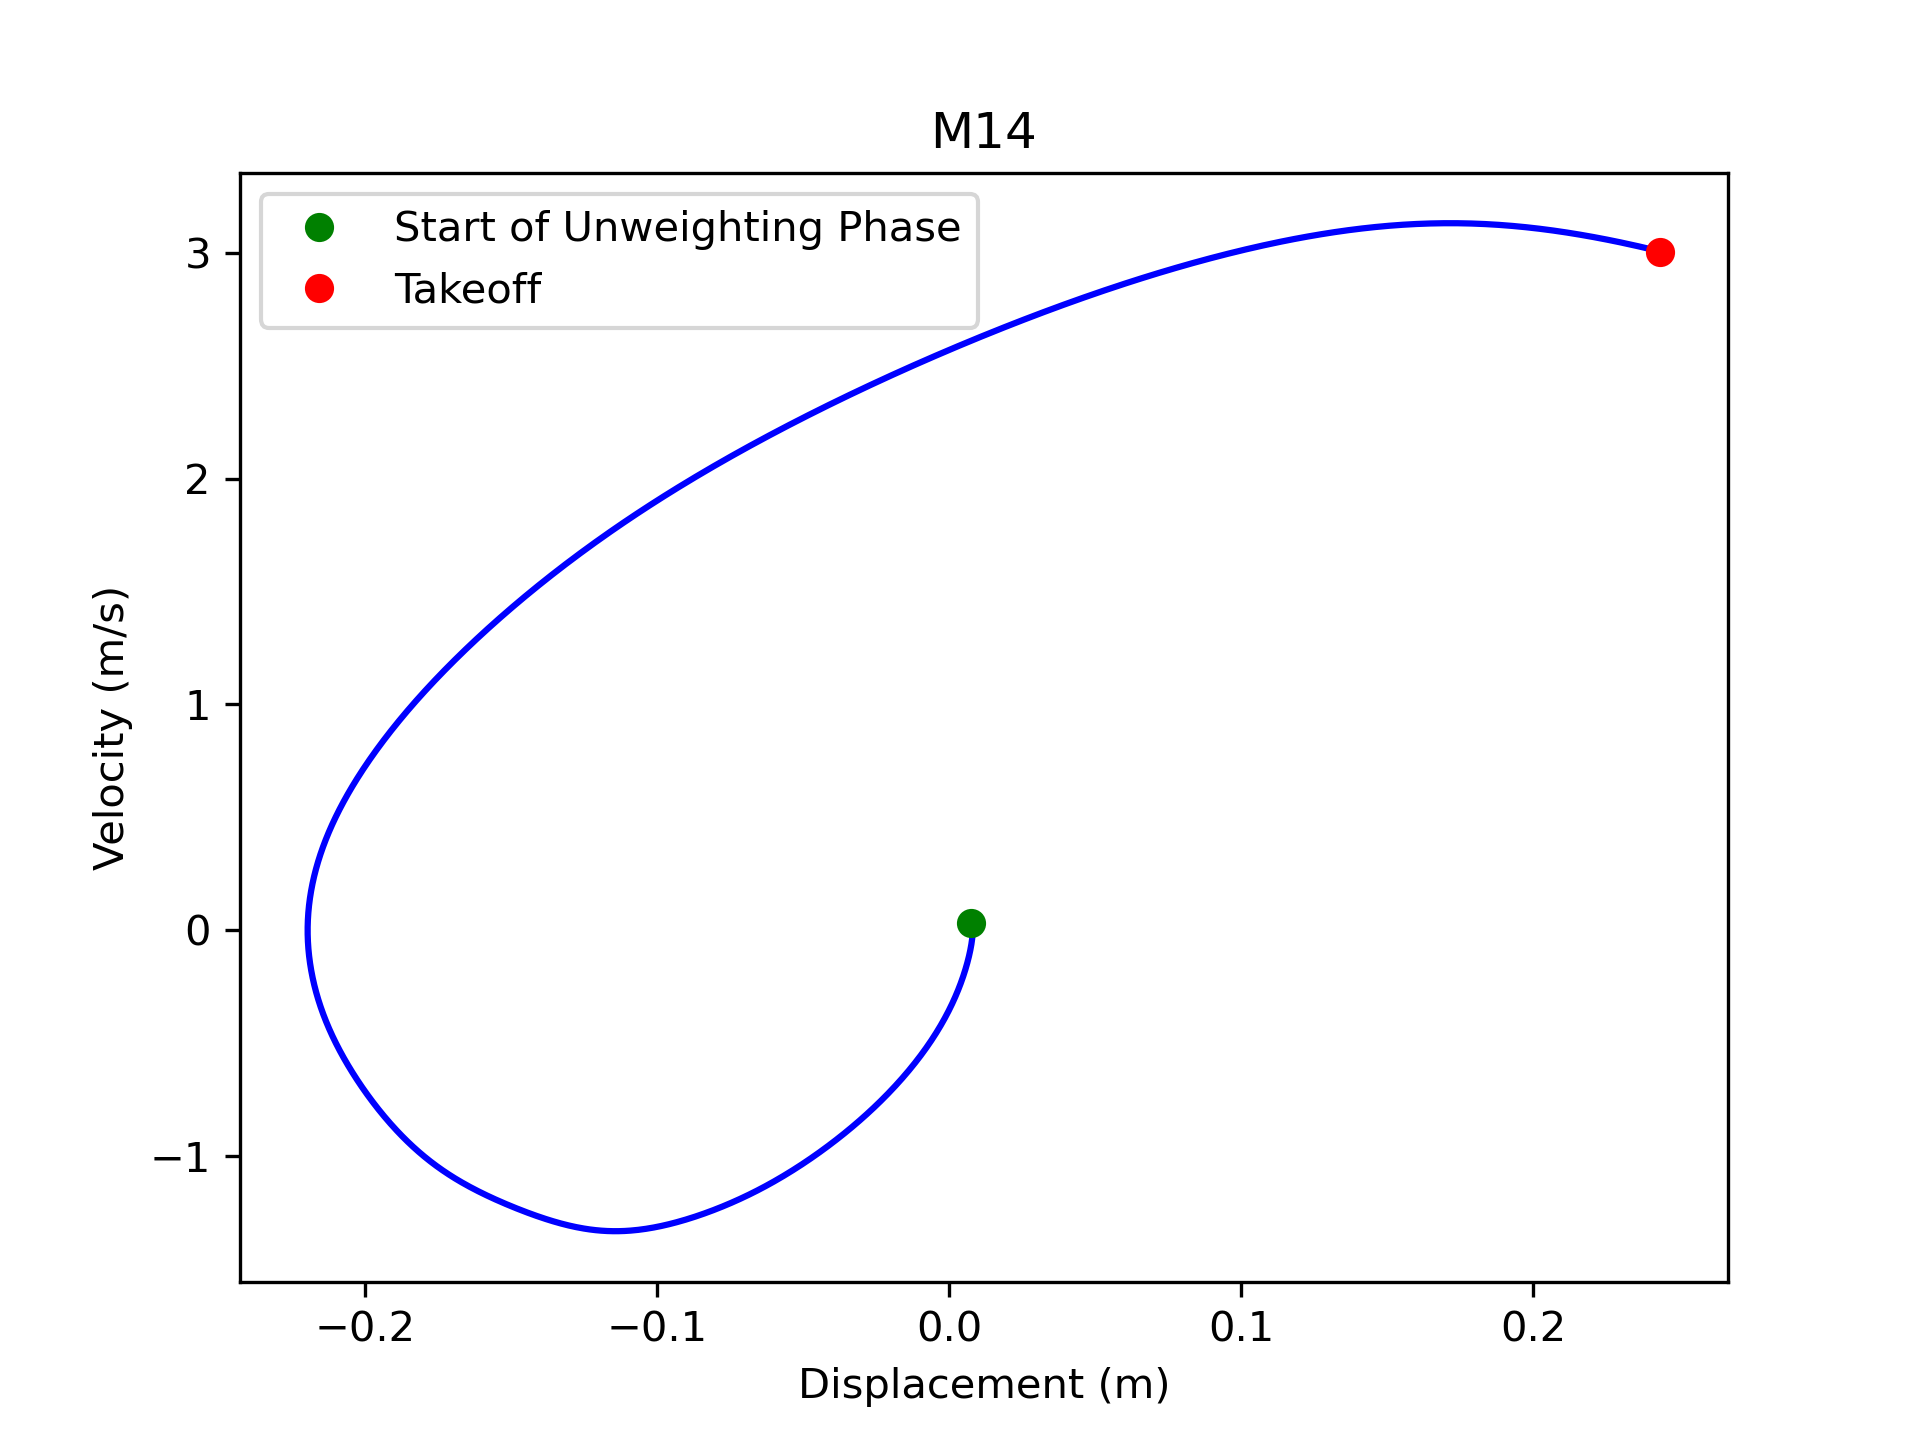 M14
Start of Unweighting Phase
Takeoff
3
2
1
0
−1
Velocity (m/s)
−0.2 −0.1 0.0 0.1 0.2
Displacement (m)